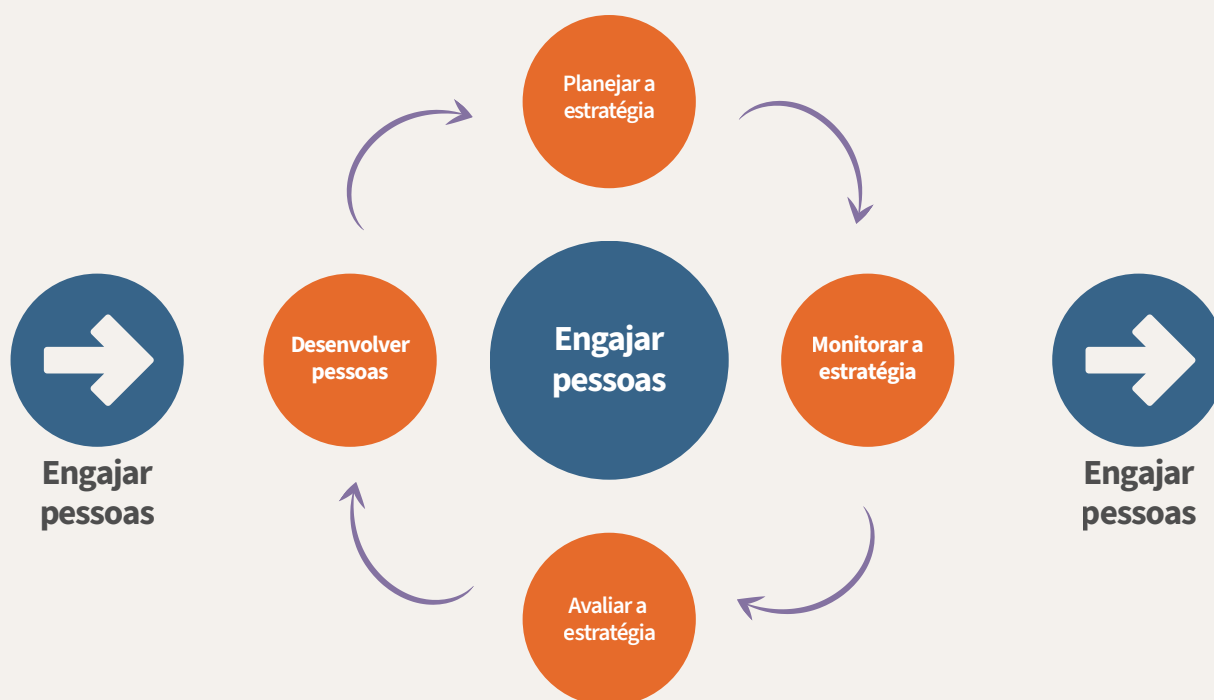 Planejar a
estratégia
Desenvolver
pessoas
Engajar
pessoas
Monitorar a
estratégia
Engajar
pessoas
Engajar
pessoas
Avaliar a
estratégia